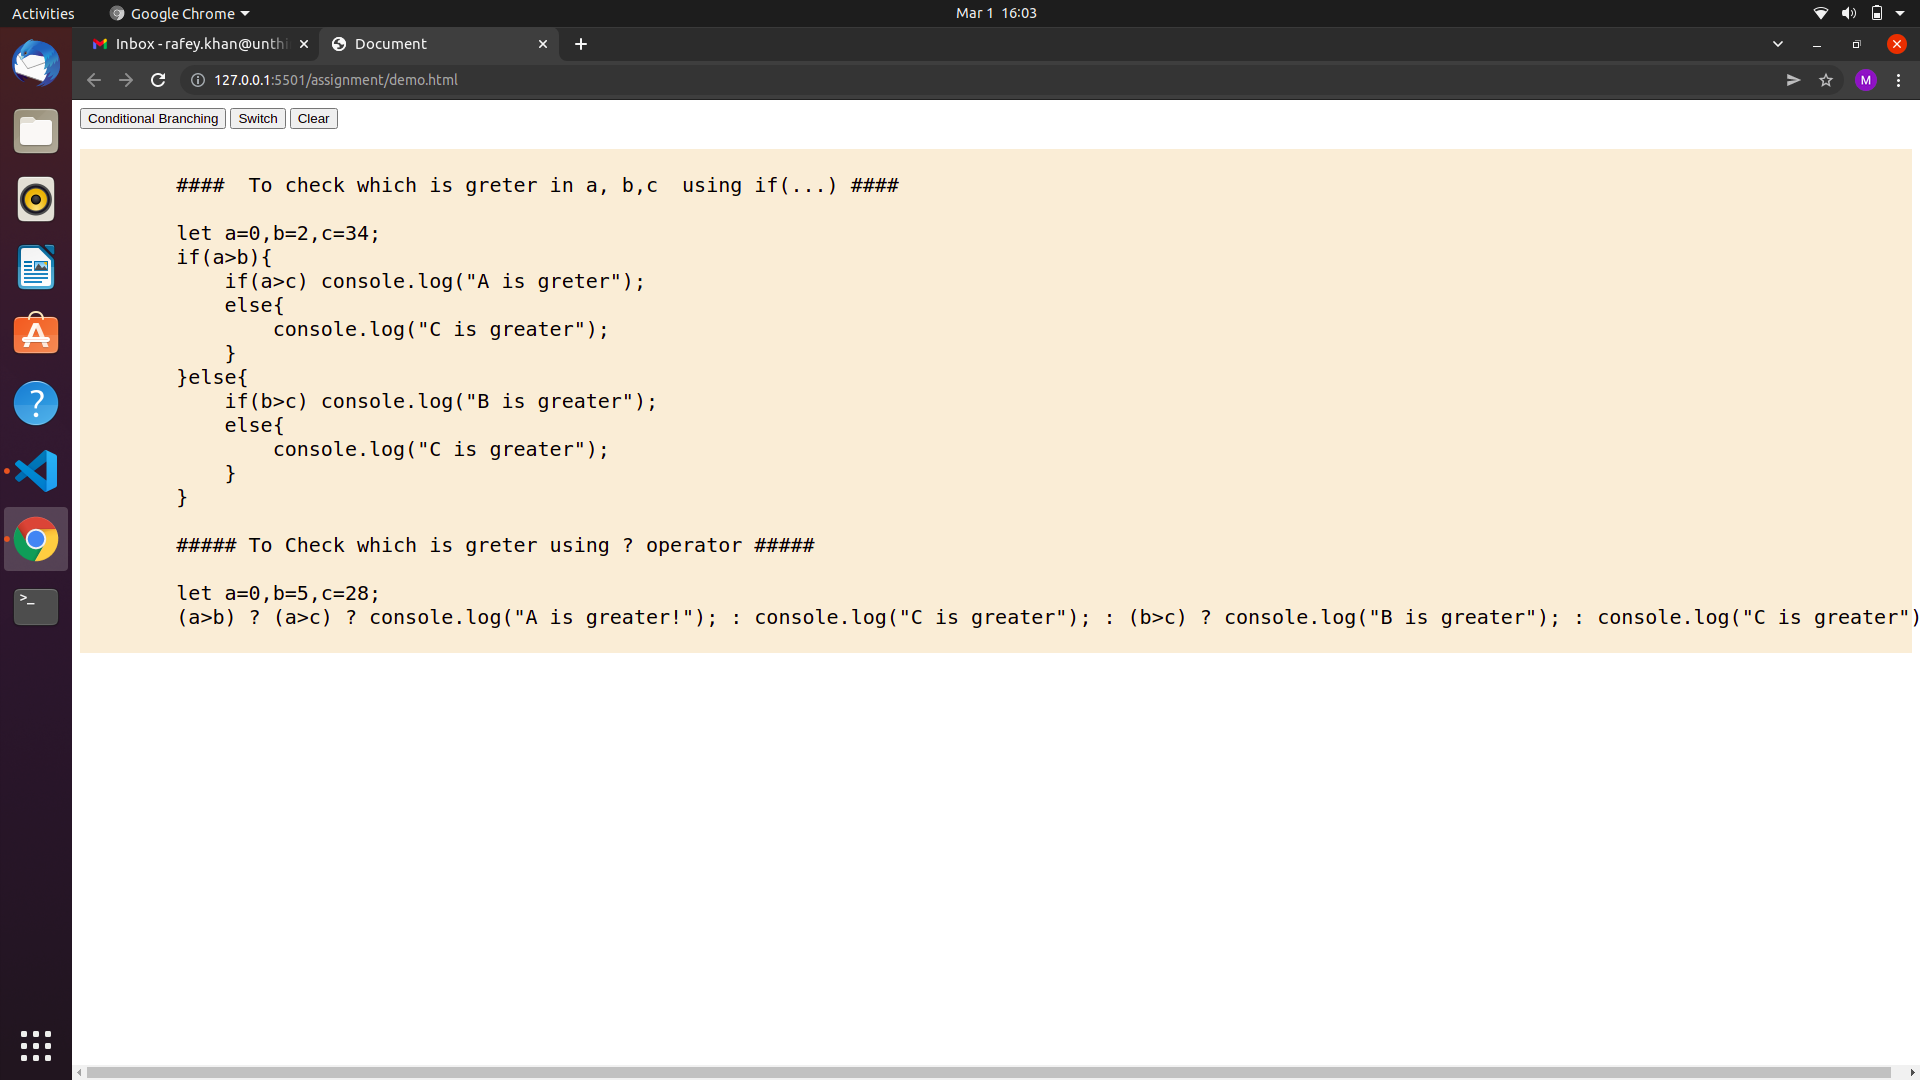 Activities
Google Chrome
Mar 1 16:03
Inbox - rafey.khan@unthi
Document
127.0.0.1:5501/assignment/demo.html
M
Conditional Branching
Switch
Clear
#### To check which is greter in a, b,c using if(...) ####
let a=0,b=2,c=34;
if(a>b){
if(a>c) console.log("A is greter");
else{
console.log("C is greater");
}
}else{
if(b>c) console.log("B is greater");
else{
console.log("C is greater");
}
}
##### To Check which is greter using ? operator #####
let a=0,b=5,c=28;
(a>b) ? (a>c) ? console.log("A is greater!"); : console.log("C is greater"); : (b>c) ? console.log("B is greater"); : console.log("C is greater")